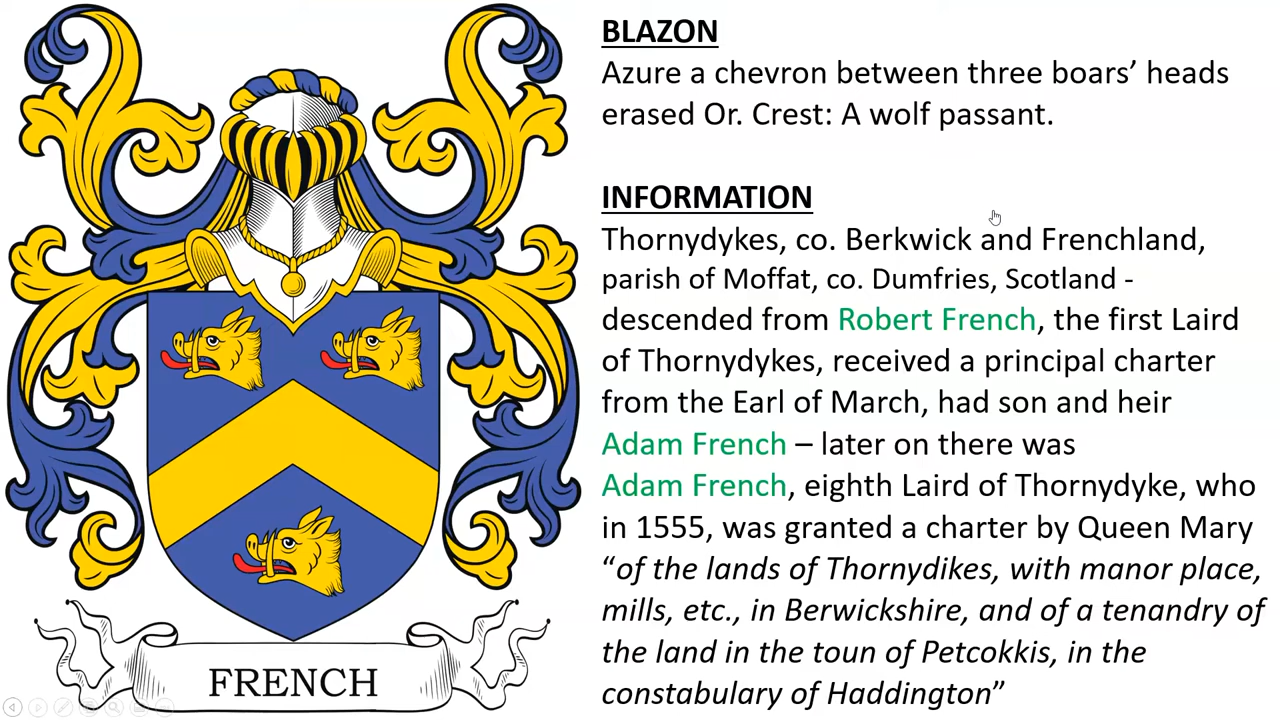 BLAZON
Azure a chevron between three boars’ heads
erased Or. Crest: A wolf passant.
INFORMATION
Thornydykes, co. Berkwick and Frenchland,
parish of Moffat, co. Dumfries, Scotland -
descended from Robert French, the first Laird
of Thornydykes, received a principal charter
from the Earl of March, had son and heir
Adam French – later on there was
Adam French, eighth Laird of Thornydyke, who
in 1555, was granted a charter by Queen Mary
“of the lands of Thornydikes, with manor place,
mills, etc., in Berwickshire, and of a tenandry of
the land in the toun of Petcokkis, in the
constabulary of Haddington”
FRENCH